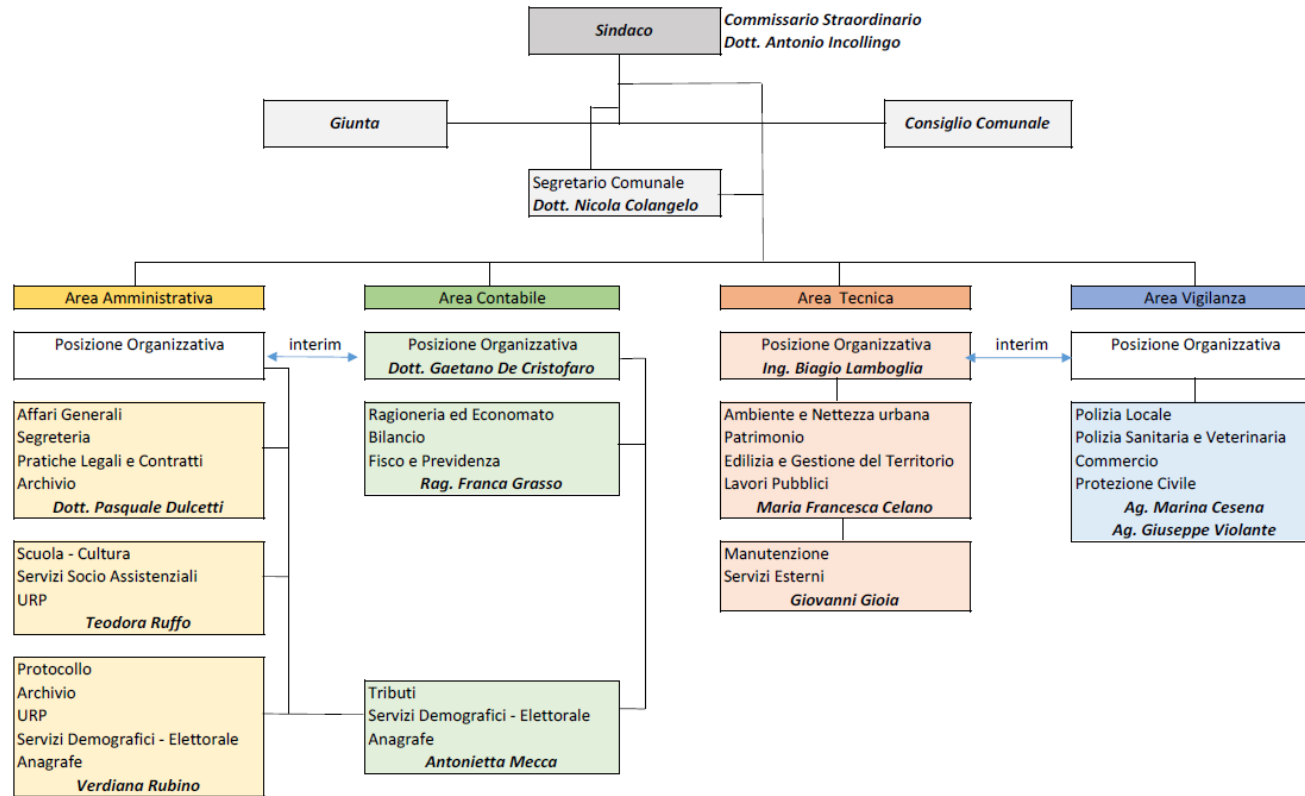 Sindaco
Commissario Straordinario
Dott. Antonio Incollingo
Giunta
Consiglio Comunale
Segretario Comunale
Dott. Nicola Colangelo
Area Amministrativa
Area Contabile
Area Tecnica
Area Vigilanza
Posizione Organizzativa
interim
Posizione Organizzativa
Dott. Gaetano De Cristofaro
Posizione Organizzativa
Ing. Biagio Lamboglia
interim
Posizione Organizzativa
Affari Generali
Segreteria
Pratiche Legali e Contratti
Archivio
Dott. Pasquale Dulcetti
Ragioneria ed Economato
Bilancio
Fisco e Previdenza
Rag. Franca Grasso
Ambiente e Nettezza urbana
Patrimonio
Edilizia e Gestione del Territorio
Lavori Pubblici
Maria Francesca Celano
Polizia Locale
Polizia Sanitaria e Veterinaria
Commercio
Protezione Civile
Ag. Marina Cesena
Ag. Giuseppe Violante
Scuola - Cultura
Servizi Socio Assistenziali
URP
Teodora Ruffo
Manutenzione
Servizi Esterni
Giovanni Gioia
Protocollo
Archivio
URP
Servizi Demografici - Elettorale
Anagrafe
Verdiana Rubino
Tributi
Servizi Demografici - Elettorale
Anagrafe
Antonietta Mecca